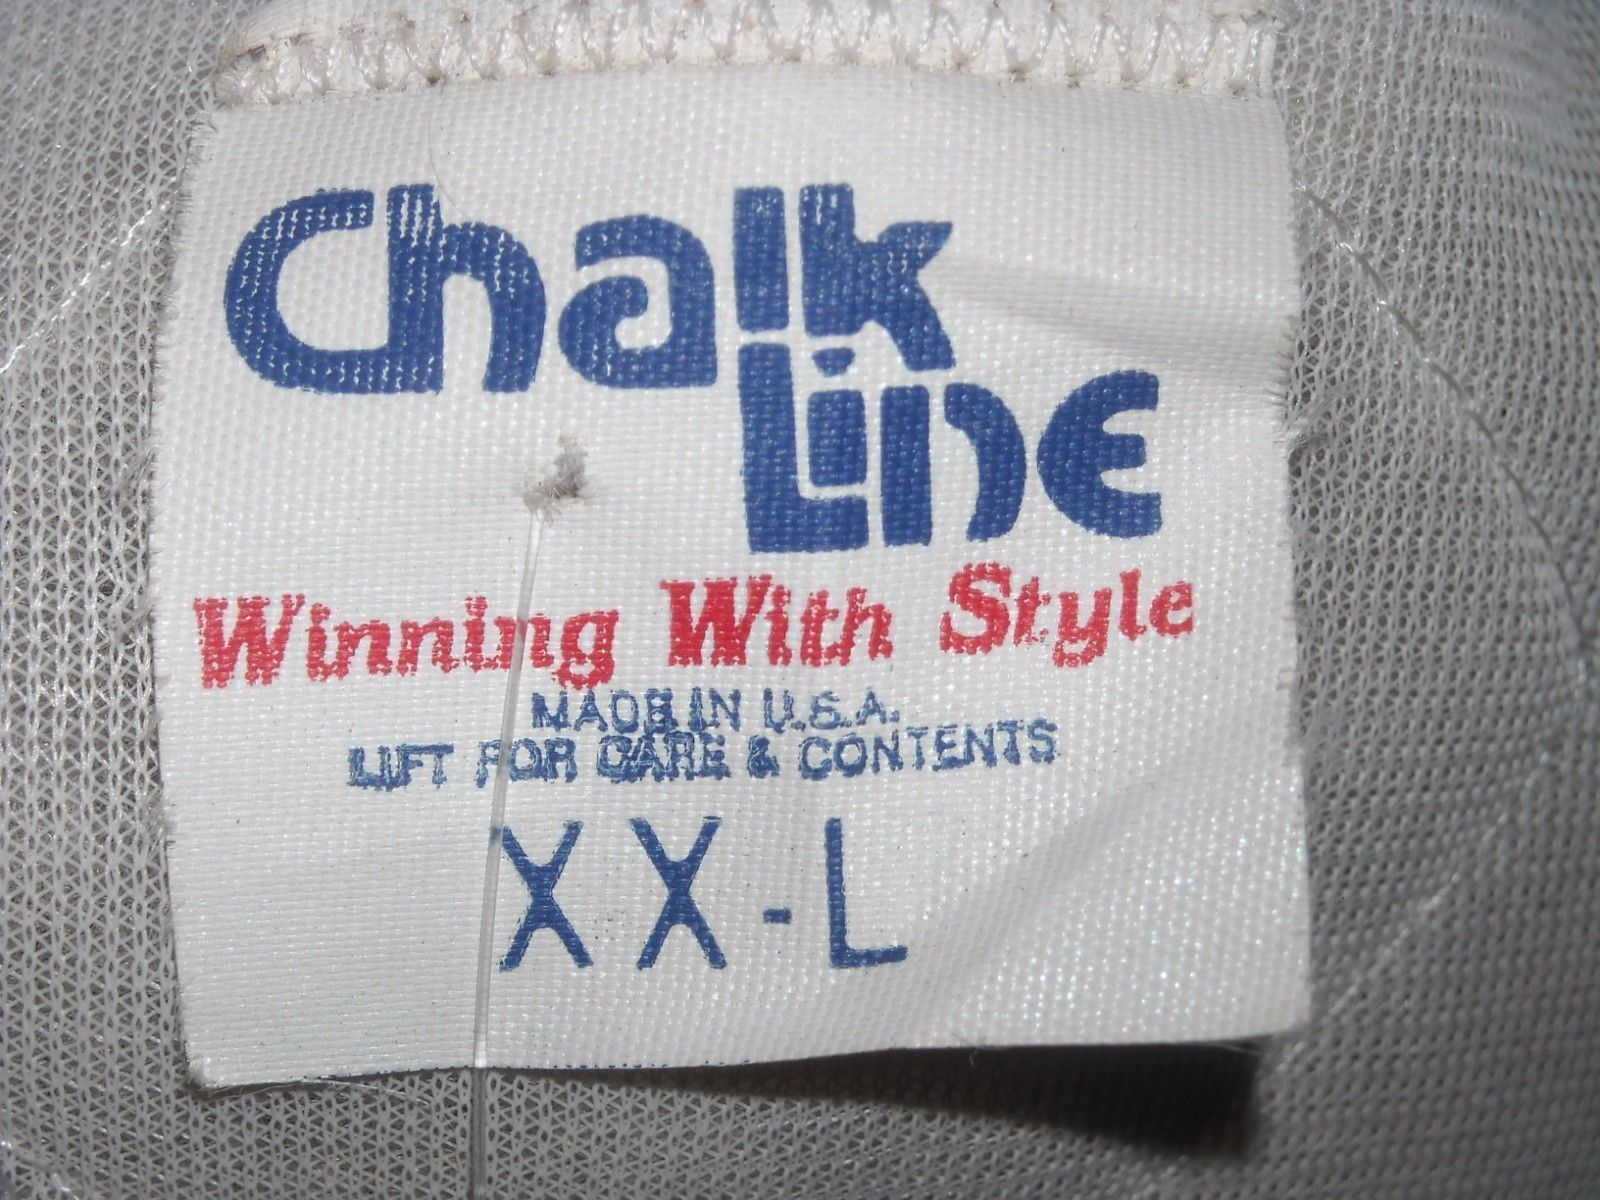 Chalk
Line
Winning With Style
MADE IN U.S.A.
LIFT FOR CARE & CONTENTS
XX-L